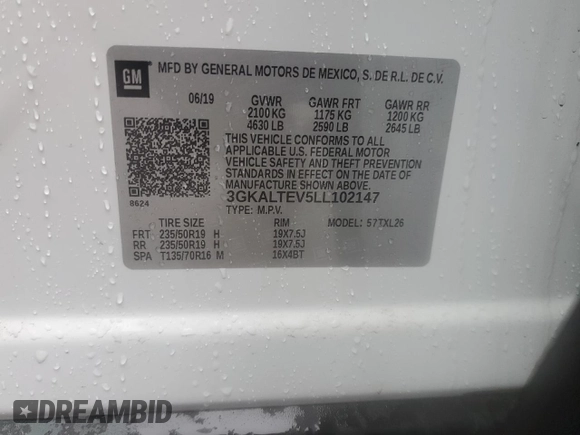 GM
MFD BY GENERAL MOTORS DE MEXICO, S. DE R.L. DE C.V.
06/19 GVWR GAWR FRT GAWR RR
2100 KG 1175 KG 1200 KG
4630 LB 2590 LB 2645 LB
THIS VEHICLE CONFORMS TO ALL
APPLICABLE U.S. FEDERAL MOTOR
VEHICLE SAFETY AND THEFT PREVENTION
STANDARDS IN EFFECT ON THE DATE OF
MANUFACTURE SHOWN ABOVE.
8624
3GKALTEV5LL102147
TYPE: M.P.V. MODEL: 57TXL26
TIRE SIZE RIM
FRT 235/50R19 H 19X7.5J
RR 235/50R19 H 19X7.5J
SPA T135/70R16 M 16X4BT
DREAMBID